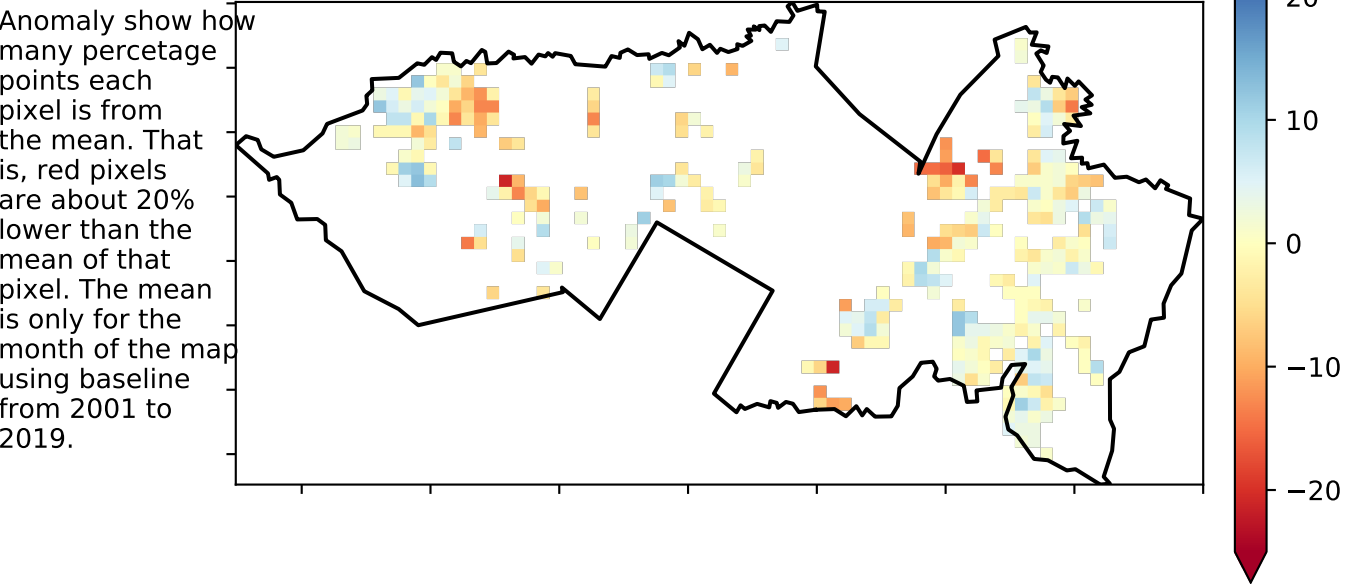 Anomaly show how
many percetage
points each
pixel is from
the mean. That
is, red pixels
are about 20%
lower than the
mean of that
pixel. The mean
is only for the
month of the map
using baseline
from 2001 to
2019.
20
10
0
−10
−20